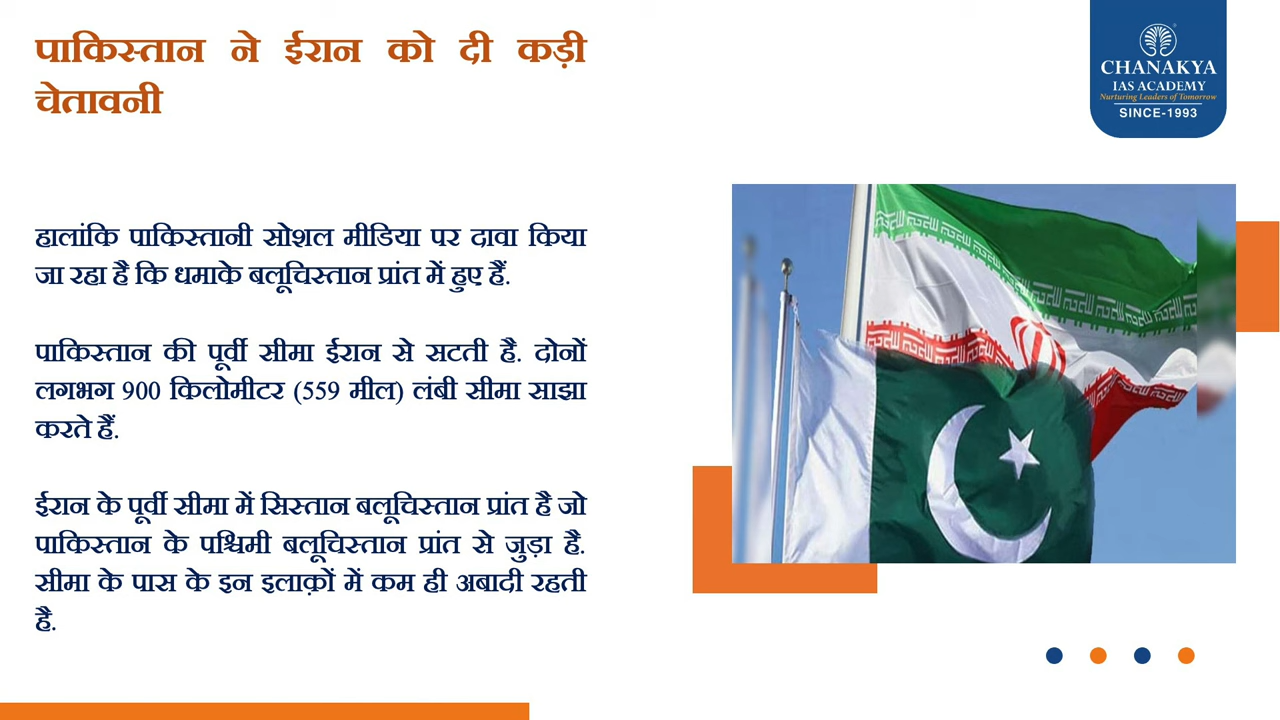 पाकिस्तान ने ईरान को दी कड़ी
चेतावनी
CHANAKYA
IAS ACADEMY
Nurturing Leaders of Tomorrow
SINCE-1993
हालांकि पाकिस्तानी सोशल मीडिया पर दावा किया
जा रहा है कि धमाके बलूचिस्तान प्रांत में हुए हैं.
पाकिस्तान की पूर्वी सीमा ईरान से सटती है. दोनों
लगभग 900 किलोमीटर (559 मील) लंबी सीमा साझा
करते हैं.
ईरान के पूर्वी सीमा में सिस्तान बलूचिस्तान प्रांत है जो
पाकिस्तान के पश्चिमी बलूचिस्तान प्रांत से जुड़ा है.
सीमा के पास के इन इलाक़ों में कम ही अबादी रहती
है.